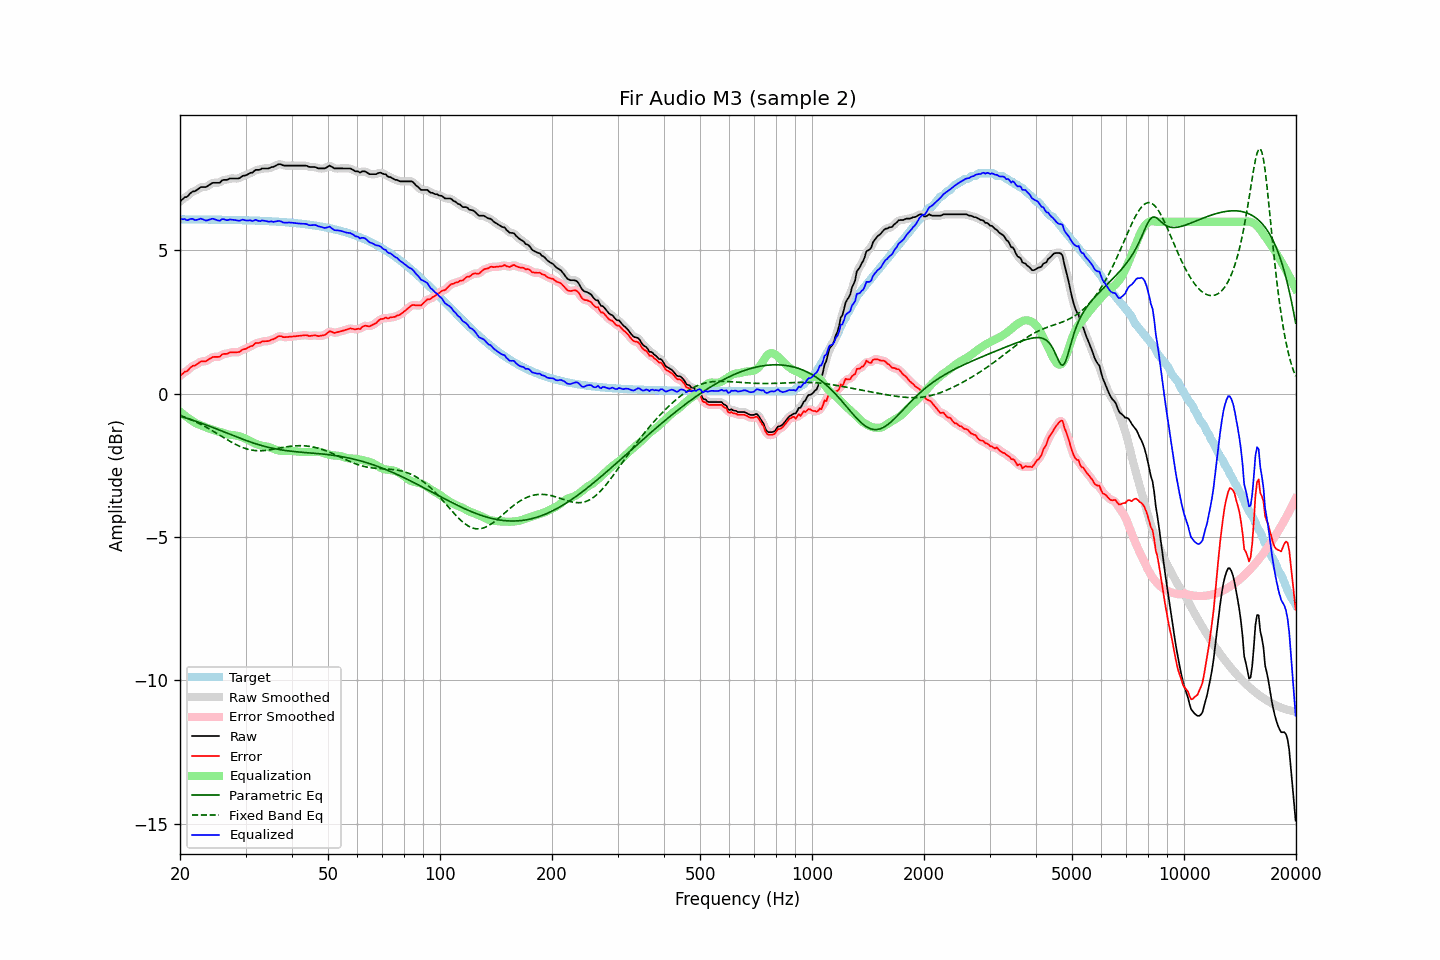 Fir Audio M3 (sample 2)
Amplitude (dBr)
5
0
−5
−10
−15
Target
Raw Smoothed
Error Smoothed
Raw
Error
Equalization
Parametric Eq
Fixed Band Eq
Equalized
20 50 100 200 500 1000 2000 5000 10000 20000
Frequency (Hz)